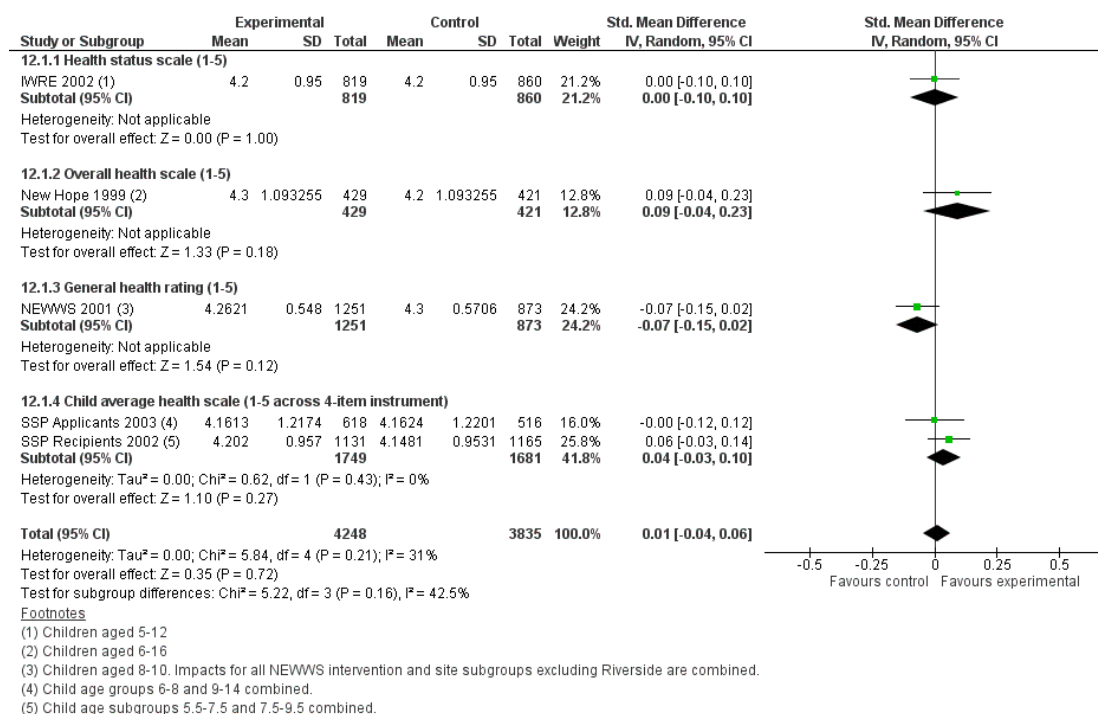 Experimental Control Std. Mean Difference Std. Mean Difference
Study or Subgroup Mean SD Total Mean SD Total Weight IV, Random, 95% CI IV, Random, 95% CI
12.1.1 Health status scale (1-5)
IWRE 2002 (1) 4.2 0.95 819 4.2 0.95 860 21.2% 0.00 [-0.10, 0.10]
Subtotal (95% CI) 819 860 21.2% 0.00 [-0.10, 0.10]
Heterogeneity: Not applicable
Test for overall effect: Z = 0.00 (P = 1.00)
12.1.2 Overall health scale (1-5)
New Hope 1999 (2) 4.3 1.093255 429 4.2 1.093255 421 12.8% 0.09 [-0.04, 0.23]
Subtotal (95% CI) 429 421 12.8% 0.09 [-0.04, 0.23]
Heterogeneity: Not applicable
Test for overall effect: Z = 1.33 (P = 0.18)
12.1.3 General health rating (1-5)
NEWWS 2001 (3) 4.2621 0.548 1251 4.3 0.5706 873 24.2% -0.07 [-0.15, 0.02]
Subtotal (95% CI) 1251 873 24.2% -0.07 [-0.15, 0.02]
Heterogeneity: Not applicable
Test for overall effect: Z = 1.54 (P = 0.12)
12.1.4 Child average health scale (1-5 across 4-item instrument)
SSP Applicants 2003 (4) 4.1613 1.2174 618 4.1624 1.2201 516 16.0% -0.00 [-0.12, 0.12]
SSP Recipients 2002 (5) 4.202 0.957 1131 4.1481 0.9531 1165 25.8% 0.06 [-0.03, 0.14]
Subtotal (95% CI) 1749 1681 41.8% 0.04 [-0.03, 0.10]
Heterogeneity: Tau² = 0.00; Chi² = 0.62, df = 1 (P = 0.43); I² = 0%
Test for overall effect: Z = 1.10 (P = 0.27)
Total (95% CI) 4248 3835 100.0% 0.01 [-0.04, 0.06]
Heterogeneity: Tau² = 0.00; Chi² = 5.84, df = 4 (P = 0.21); I² = 31%
Test for overall effect: Z = 0.35 (P = 0.72)
Test for subgroup differences: Chi² = 5.22, df = 3 (P = 0.16), I² = 42.5%
-0.5 -0.25 0 0.25 0.5
Favours control Favours experimental
Footnotes
(1) Children aged 5-12
(2) Children aged 6-16
(3) Children aged 8-10. Impacts for all NEWWS intervention and site subgroups excluding Riverside are combined.
(4) Child age groups 6-8 and 9-14 combined.
(5) Child age subgroups 5.5-7.5 and 7.5-9.5 combined.